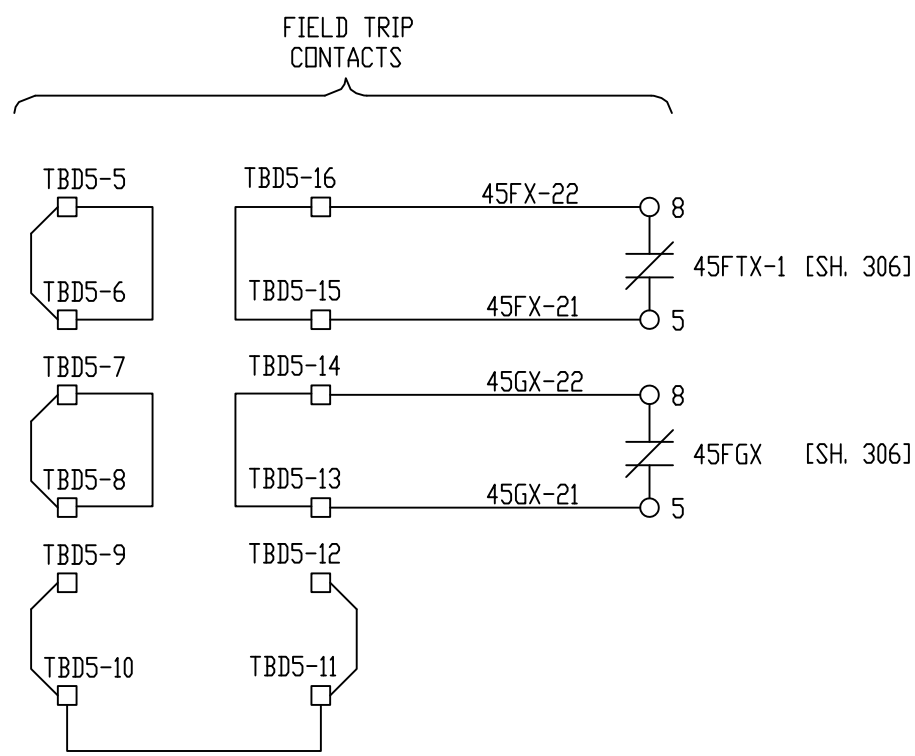 FIELD TRIP
CONTACTS
TBD5-5
TBD5-16
45FX-22
8
45FTX-1 [SH. 306]
TBD5-6
TBD5-15
45FX-21
5
TBD5-7
TBD5-14
45GX-22
8
45FGX [SH. 306]
TBD5-8
TBD5-13
45GX-21
5
TBD5-9
TBD5-12
TBD5-10
TBD5-11